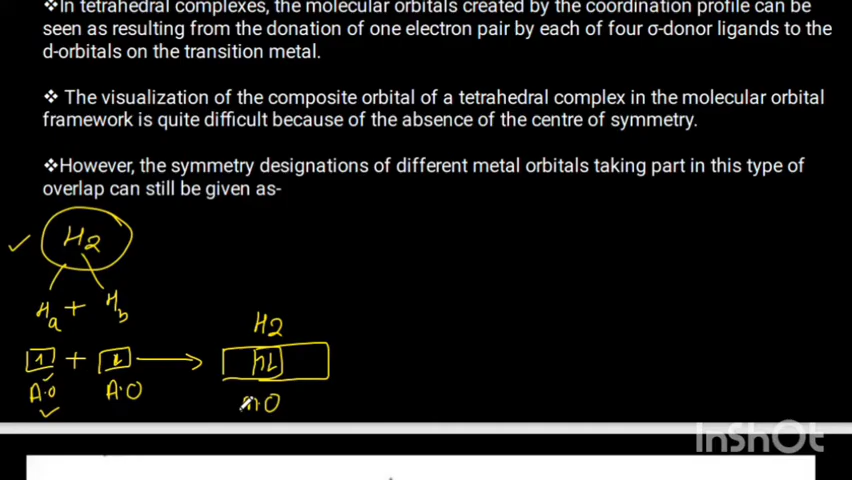 ❖In tetrahedral complexes, the molecular orbitals created by the coordination profile can be
seen as resulting from the donation of one electron pair by each of four σ-donor ligands to the
d-orbitals on the transition metal.
❖ The visualization of the composite orbital of a tetrahedral complex in the molecular orbital
framework is quite difficult because of the absence of the centre of symmetry.
❖However, the symmetry designations of different metal orbitals taking part in this type of
overlap can still be given as-
✓ H2
Ha + Hb
H2
1 + 1 → 1L
A·O A·O M·O
InShOt